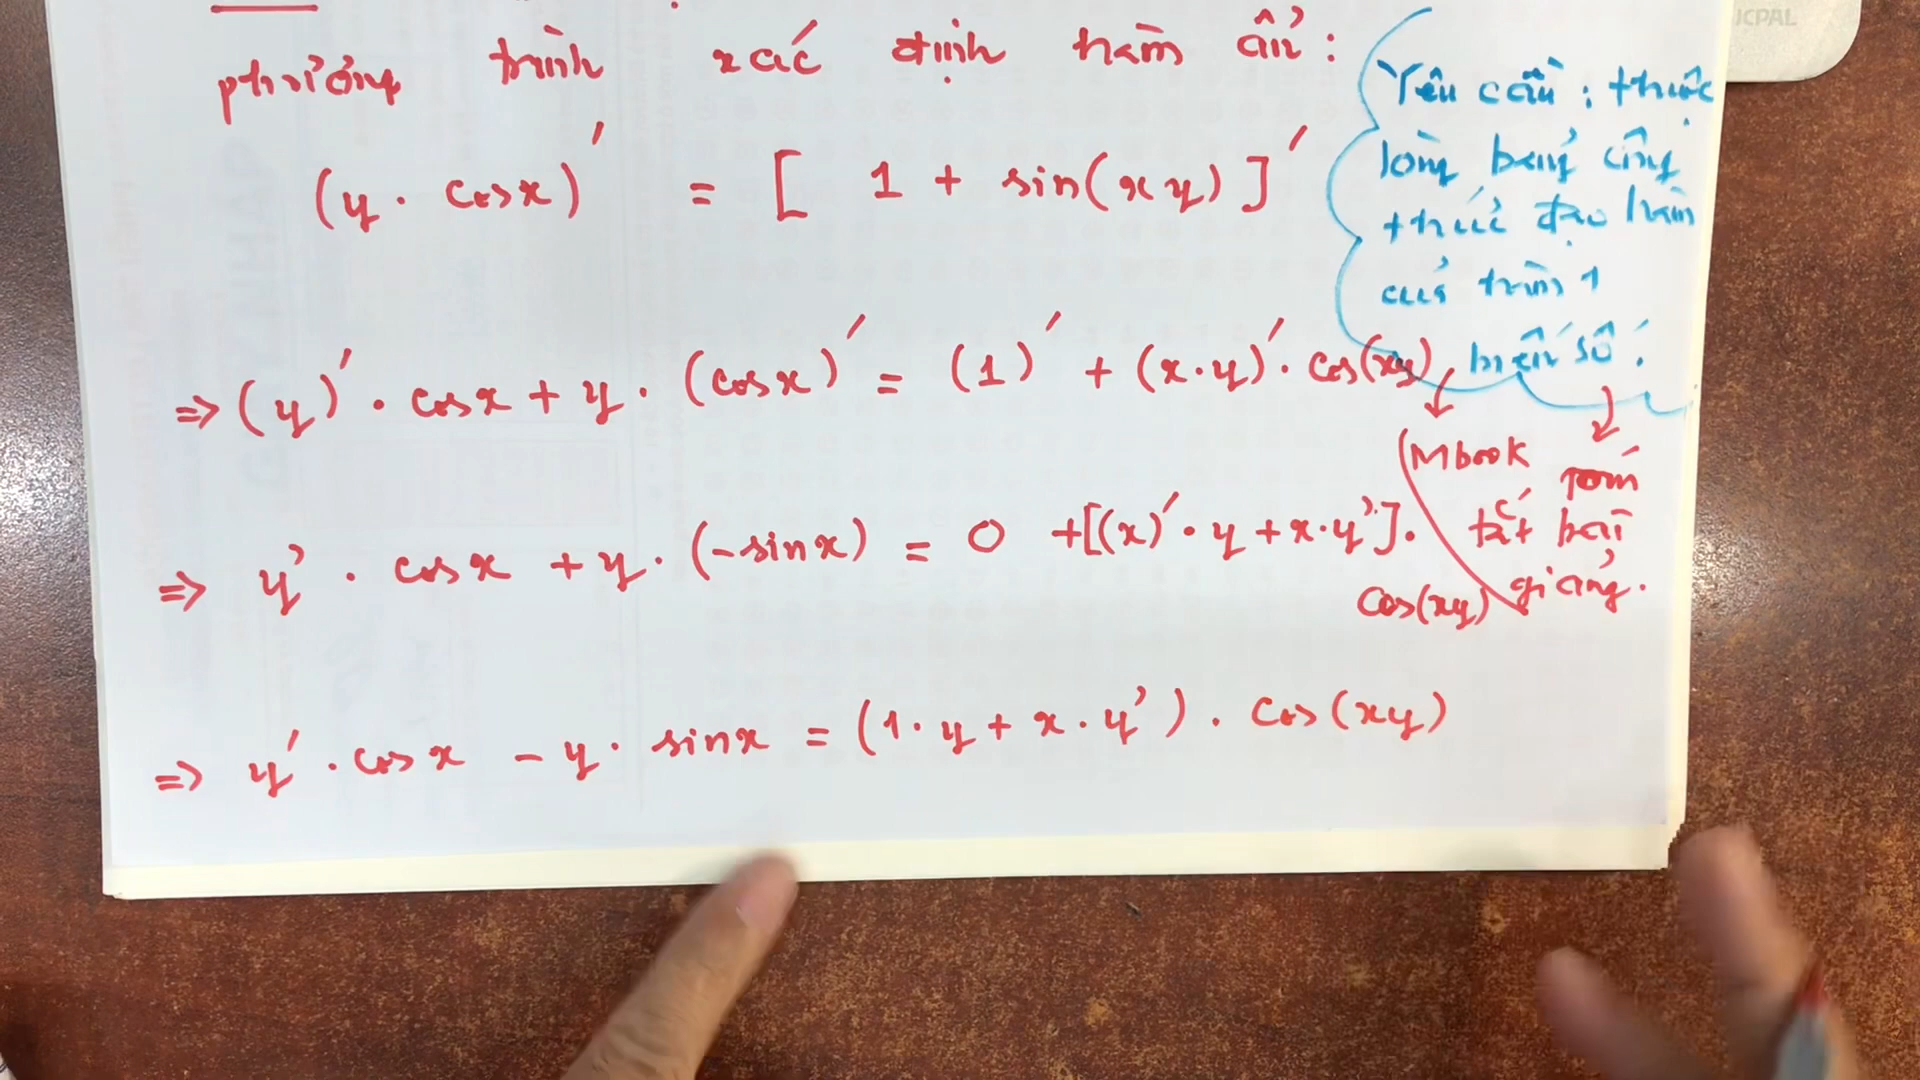 phương trình xác định hàm ẩn:
(y . cosx)' = [ 1 + sin(xy) ]'
=> (y)' . cosx + y . (cosx)' = (1)' + (x.y)' . cos(xy)
=> y' . cosx + y . (-sinx) = 0 + [(x)' . y + x.y'] .
cos(xy)
=> y' . cosx - y . sinx = (1 . y + x . y') . cos(xy)
Yêu cầu : thuộc
lòng bảng công
thức đạo hàm
của hàm 1
biến số.
(Mbook
tóm
tắt bài
giảng.
JCPAL